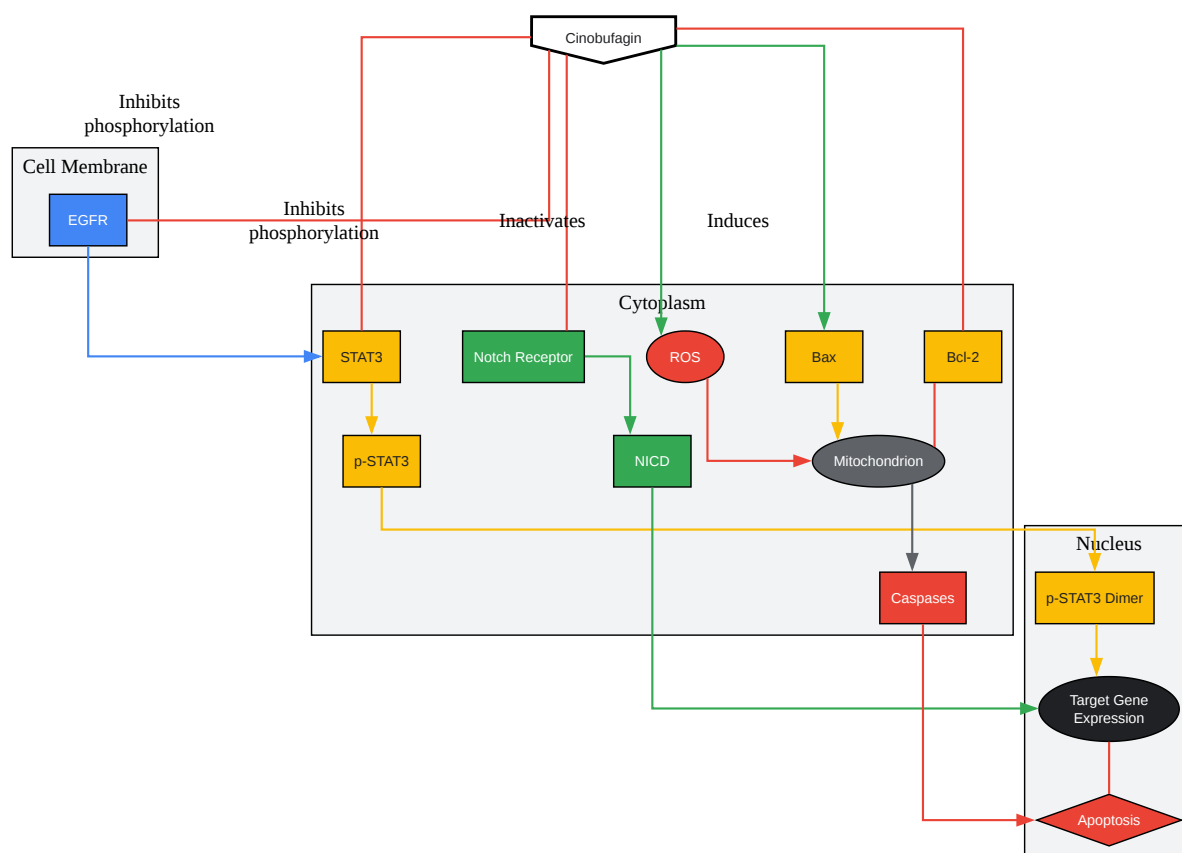 Cinobufagin
Inhibits
phosphorylation
Cell Membrane
EGFR
Inhibits
phosphorylation
Inactivates
Induces
Cytoplasm
STAT3
Notch Receptor
ROS
Bax
Bcl-2
p-STAT3
NICD
Mitochondrion
Nucleus
Caspases
p-STAT3 Dimer
Target Gene
Expression
Apoptosis